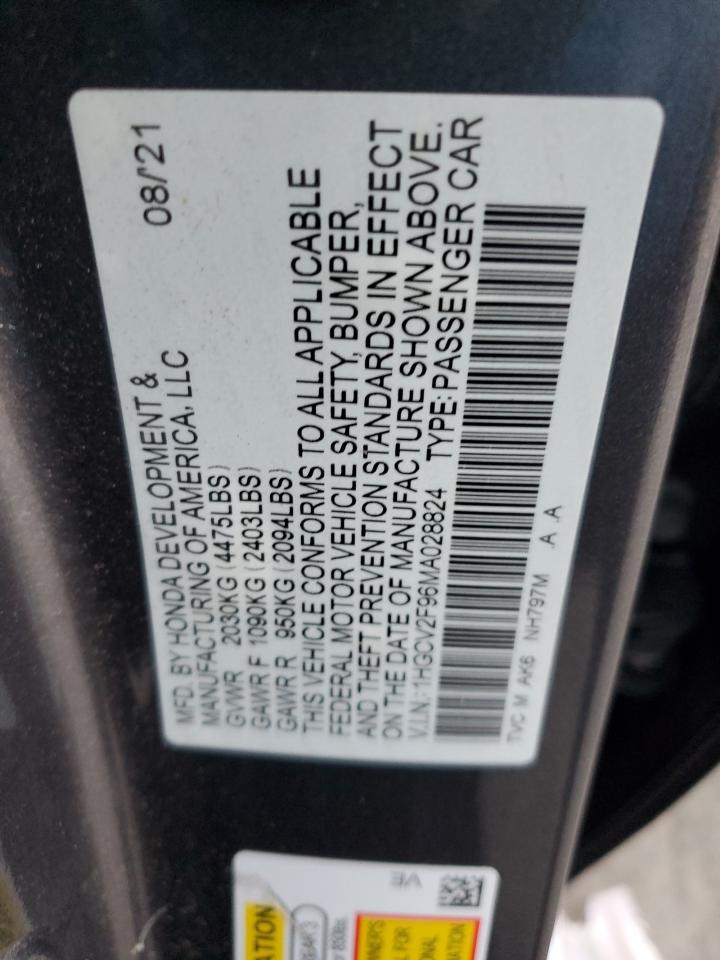 MFD. BY HONDA DEVELOPMENT & 08/'21
MANUFACTURING OF AMERICA, LLC
GVWR 2030KG (4475LBS)
GAWR F 1090KG (2403LBS)
GAWR R 950KG (2094LBS)
THIS VEHICLE CONFORMS TO ALL APPLICABLE
FEDERAL MOTOR VEHICLE SAFETY, BUMPER,
AND THEFT PREVENTION STANDARDS IN EFFECT
ON THE DATE OF MANUFACTURE SHOWN ABOVE.
V.I.N.: 1HGCV2F96MA028824 TYPE: PASSENGER CAR
TVC M AK6 NH797M .A .A